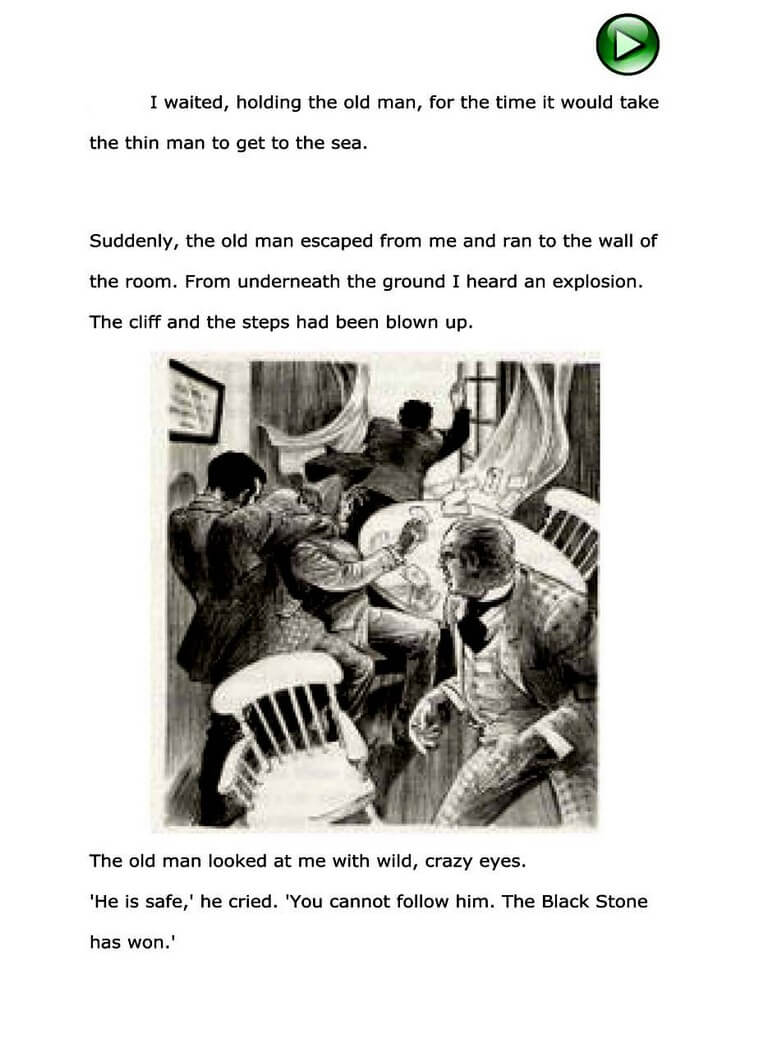 I waited, holding the old man, for the time it would take
the thin man to get to the sea.
Suddenly, the old man escaped from me and ran to the wall of
the room. From underneath the ground I heard an explosion.
The cliff and the steps had been blown up.
The old man looked at me with wild, crazy eyes.
'He is safe,' he cried. 'You cannot follow him. The Black Stone
has won.'